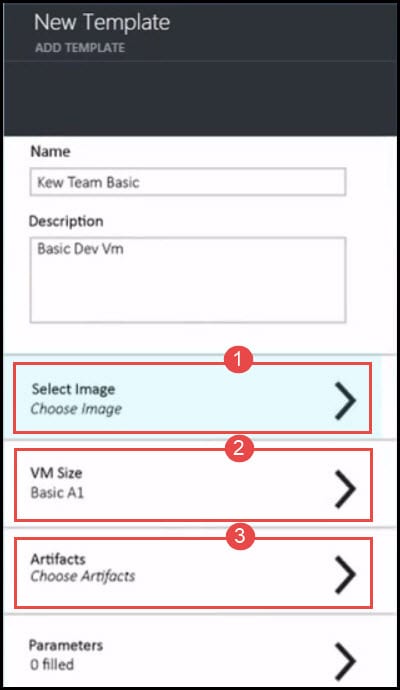 New Template
ADD TEMPLATE
Name
Kew Team Basic
Description
Basic Dev Vm
1
Select Image
Choose Image
2
VM Size
Basic A1
3
Artifacts
Choose Artifacts
Parameters
0 filled